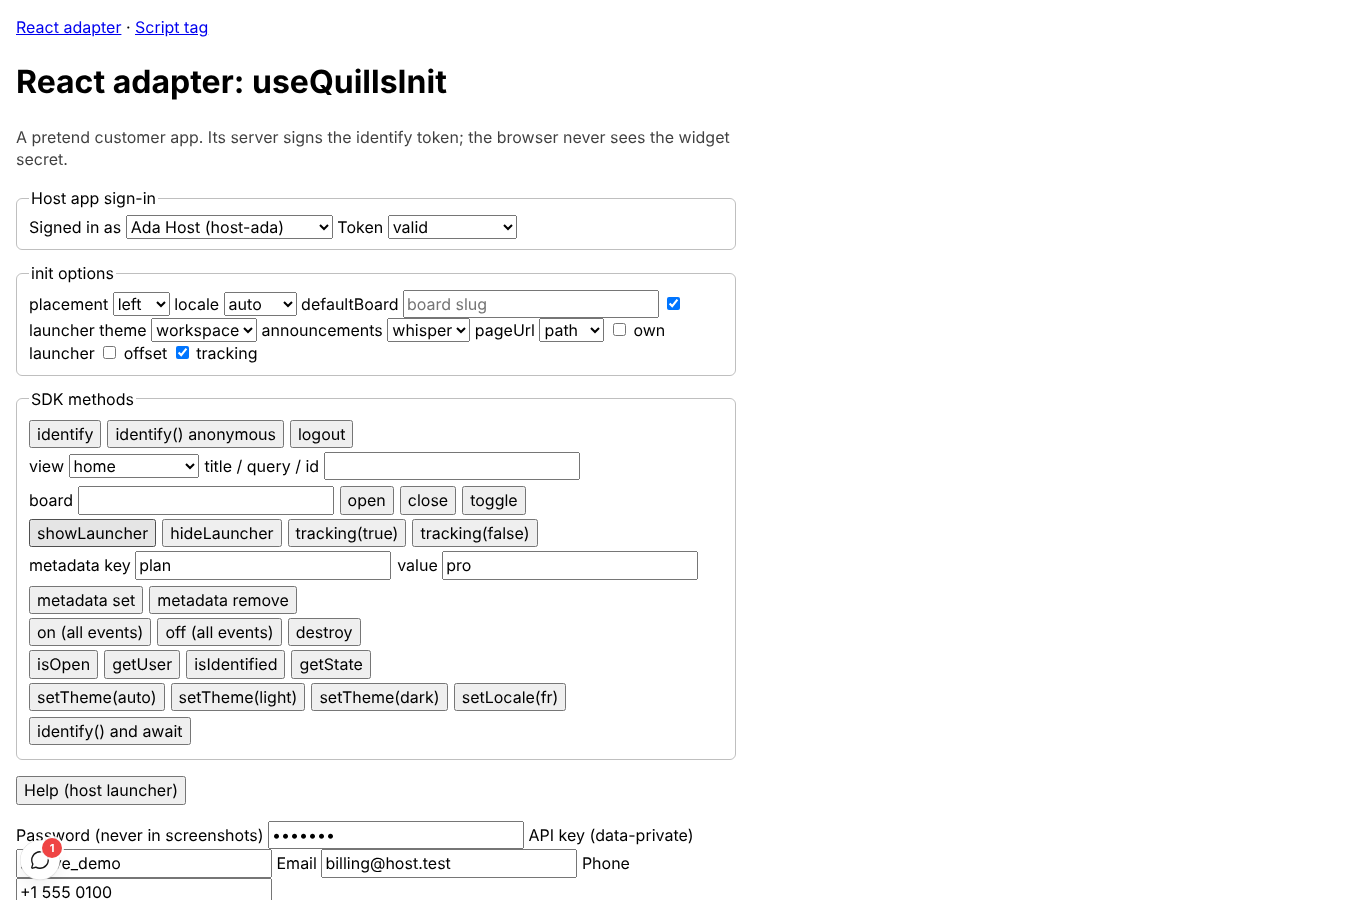 React adapter · Script tag
React adapter: useQuillsInit
A pretend customer app. Its server signs the identify token; the browser never sees the widget
secret.
Host app sign-in
Signed in as Ada Host (host-ada) Token valid
init options
placement left locale auto defaultBoard board slug
launcher theme workspace announcements whisper pageUrl path own
launcher offset tracking
SDK methods
identify identify() anonymous logout
view home title / query / id
board open close toggle
showLauncher hideLauncher tracking(true) tracking(false)
metadata key plan value pro
metadata set metadata remove
on (all events) off (all events) destroy
isOpen getUser isIdentified getState
setTheme(auto) setTheme(light) setTheme(dark) setLocale(fr)
identify() and await
Help (host launcher)
Password (never in screenshots) ••••••• API key (data-private)
1
e_demo Email billing@host.test Phone
+1 555 0100